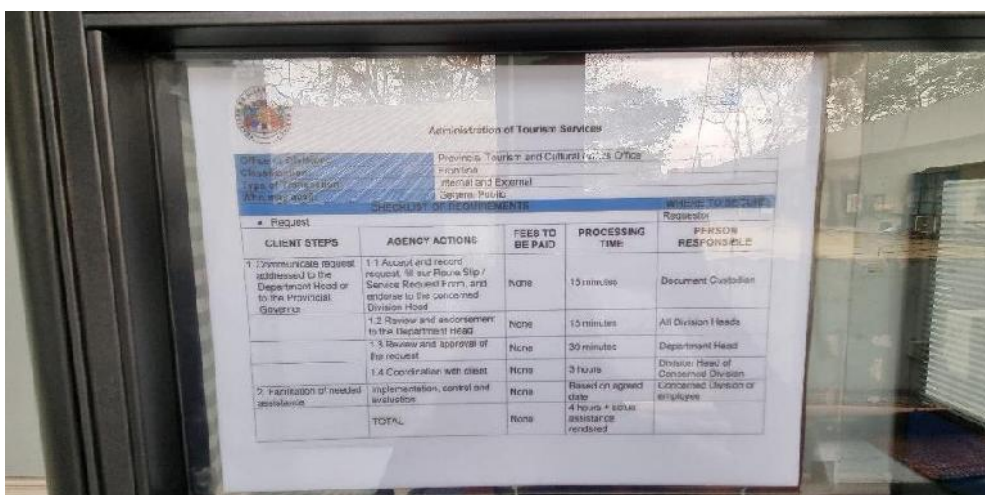 Administration of Tourism Services
Office or Division: Provincial Tourism and Cultural Affairs Office
Classification: Frontline
Type of Transaction: Internal and External
Who may avail: General Public
CHECKLIST OF REQUIREMENTS WHERE TO SECURE
• Request Requestor
CLIENT STEPS AGENCY ACTIONS FEES TO BE PAID PROCESSING TIME PERSON RESPONSIBLE
1. Communicate request
addressed to the
Department Head or
to the Provincial
Governor
1.1 Accept and record
request, fill our Route Slip /
Service Request Form, and
endorse to the concerned
Division Head
None
15 minutes
Document Custodian
1.2 Review and endorsement
to the Department Head
None
15 minutes
All Division Heads
1.3 Review and approval of
the request
None
30 minutes
Department Head
1.4 Coordination with client
None
3 hours
Division Head of
Concerned Division
2. Facilitation of needed
assistance
Implementation, control and
evaluation
None
Based on agreed
date
Concerned Division or
employee
TOTAL
None
4 hours + actual
assistance
rendered